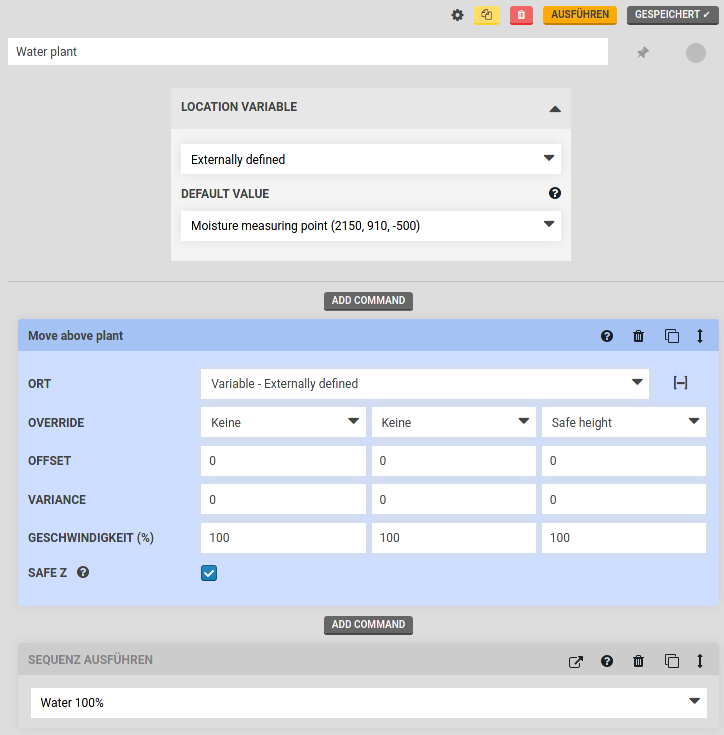 AUSFÜHREN GESPEICHERT ✓
Water plant
LOCATION VARIABLE
Externally defined
DEFAULT VALUE
Moisture measuring point (2150, 910, -500)
ADD COMMAND
Move above plant
ORT Variable - Externally defined [–]
OVERRIDE Keine Keine Safe height
OFFSET 0 0 0
VARIANCE 0 0 0
GESCHWINDIGKEIT (%) 100 100 100
SAFE Z
ADD COMMAND
SEQUENZ AUSFÜHREN
Water 100%